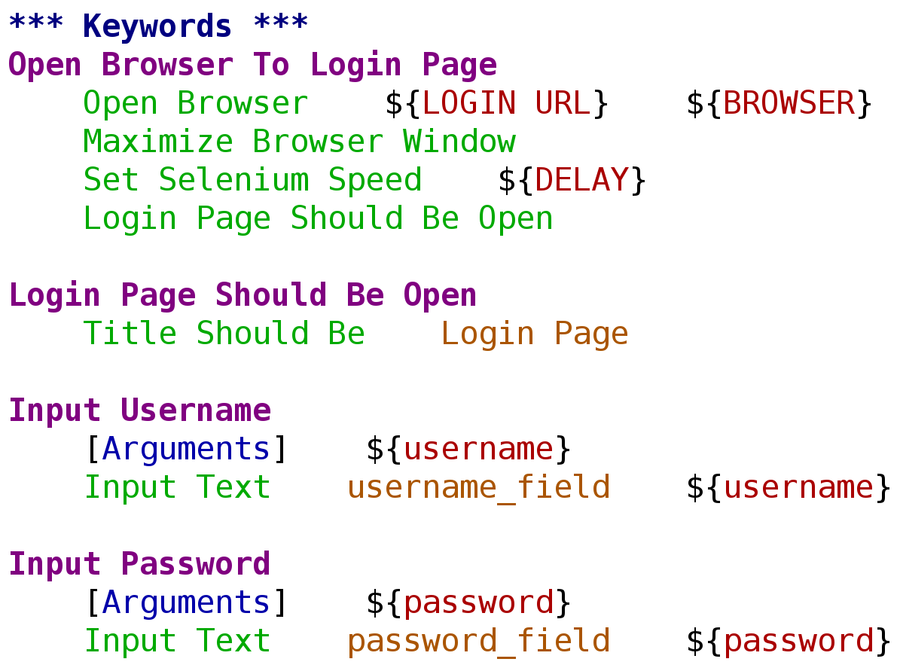 *** Keywords ***
Open Browser To Login Page
    Open Browser    ${LOGIN URL}    ${BROWSER}
    Maximize Browser Window
    Set Selenium Speed    ${DELAY}
    Login Page Should Be Open

Login Page Should Be Open
    Title Should Be    Login Page

Input Username
    [Arguments]    ${username}
    Input Text    username_field    ${username}

Input Password
    [Arguments]    ${password}
    Input Text    password_field    ${password}